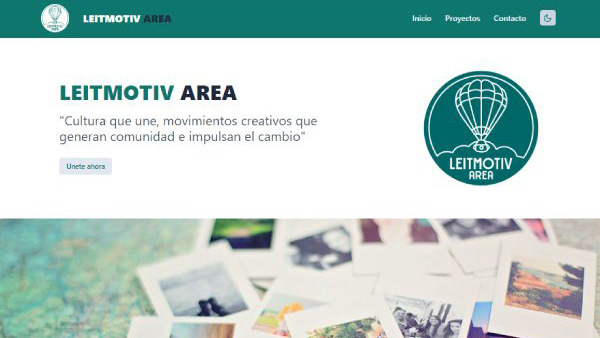 LEITMOTIV AREA
Inicio Proyectos Contacto
LEITMOTIV AREA
"Cultura que une, movimientos creativos que
generan comunidad e impulsan el cambio"
Unete ahora
LEITMOTIV
AREA